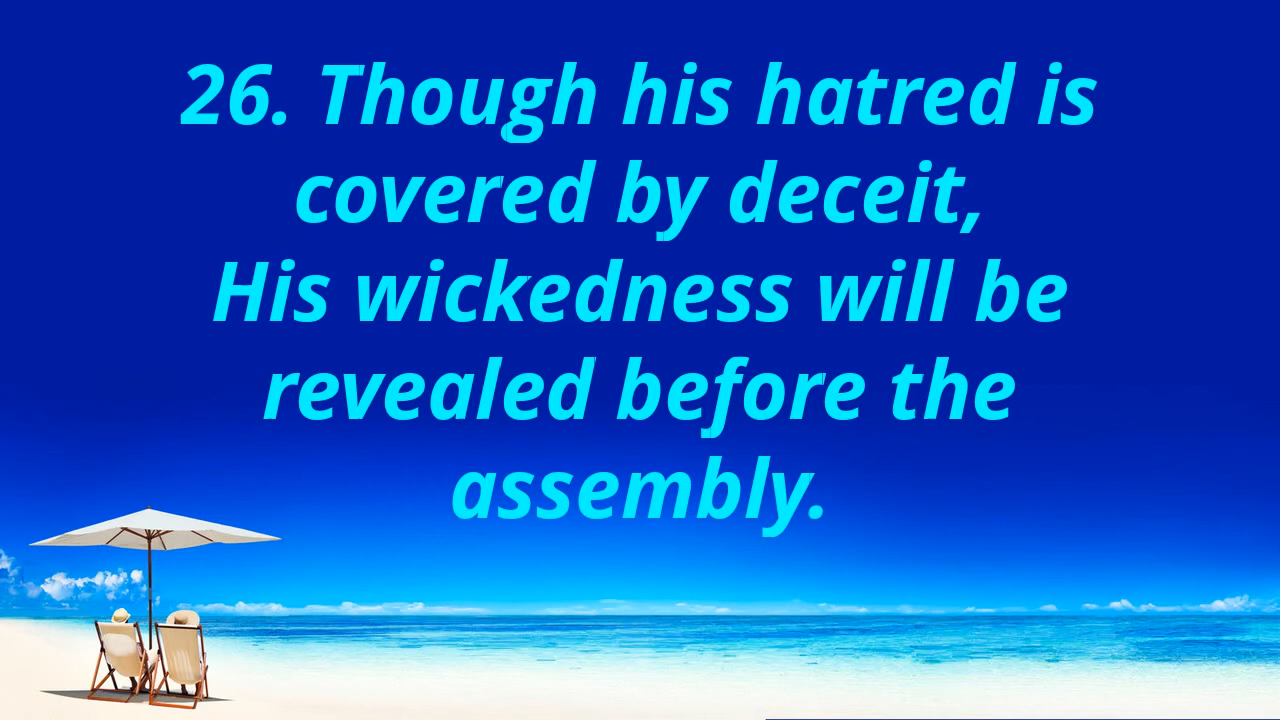 26. Though his hatred is
covered by deceit,
His wickedness will be
revealed before the
assembly.